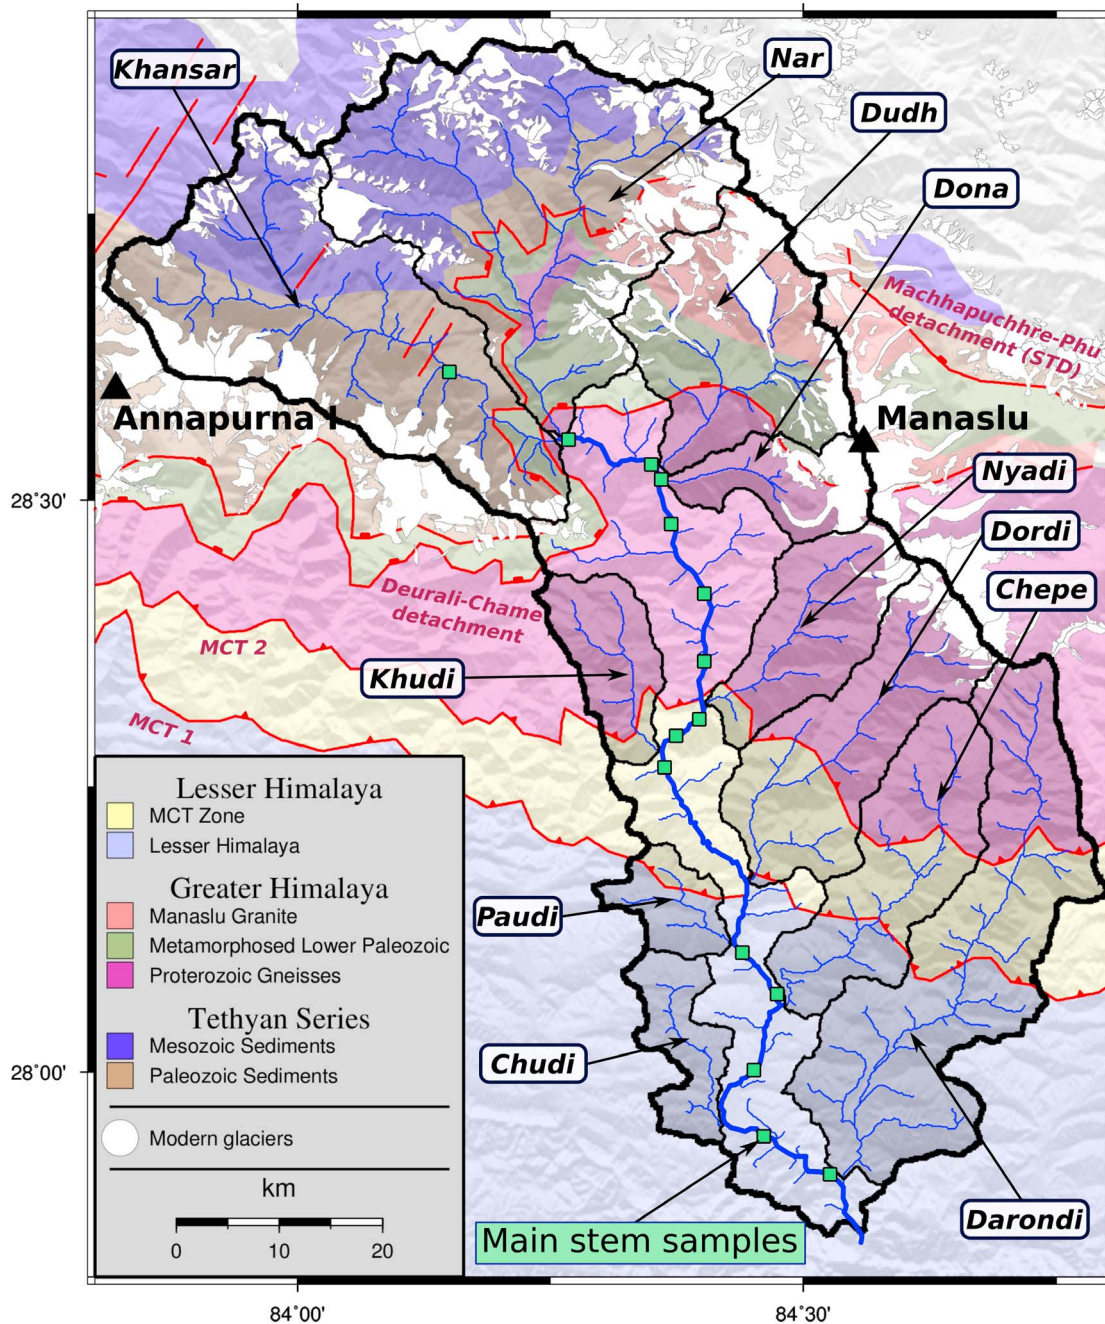 Khansar
Nar
Dudh
Dona
Machhapuchhre-Phu
detachment (STD)
Annapurna I
Manaslu
Nyadi
28°30'
Dordi
Deurali-Chame
detachment
Chepe
MCT 2
Khudi
MCT 1
Lesser Himalaya
MCT Zone
Lesser Himalaya
Greater Himalaya
Manaslu Granite
Metamorphosed Lower Paleozoic
Proterozoic Gneisses
Tethyan Series
Mesozoic Sediments
Paleozoic Sediments
Modern glaciers
km
0 10 20
Paudi
28°00'
Chudi
Darondi
Main stem samples
84°00'
84°30'